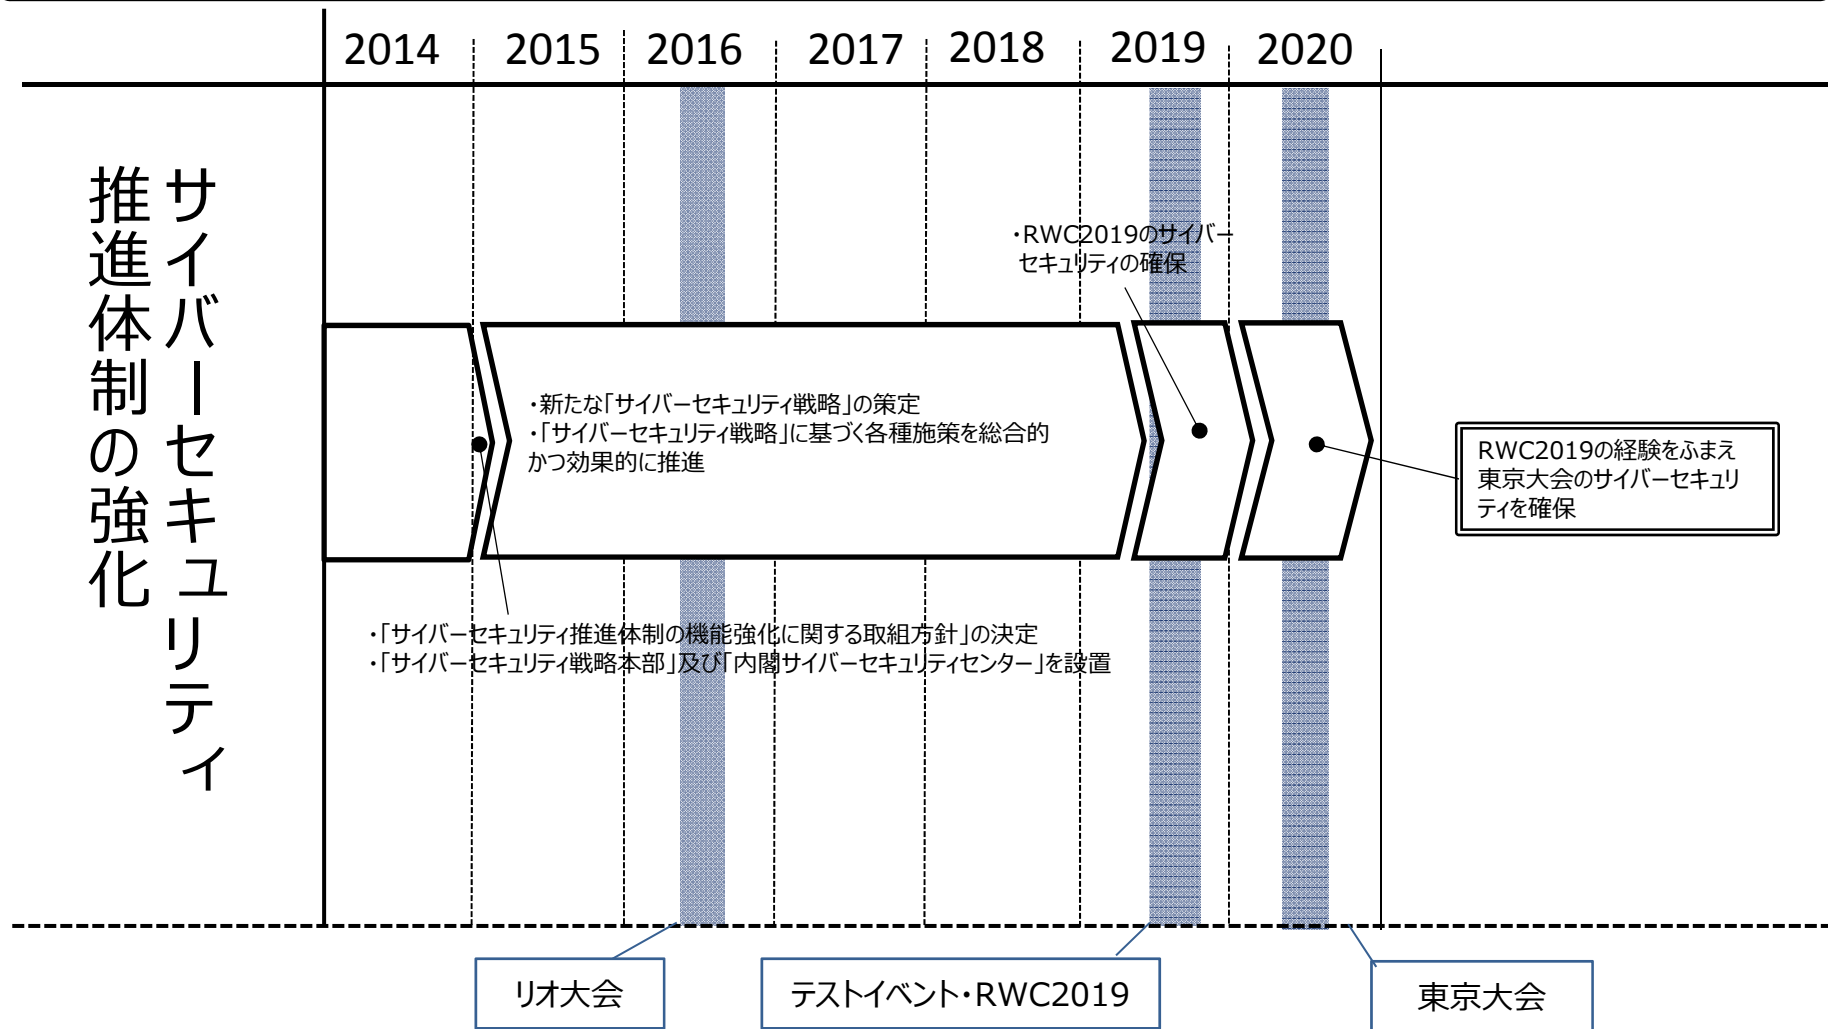 2014 2015 2016 2017 2018 2019 2020
サイバーセキュリティ
推進体制の強化
・RWC2019のサイバー
セキュリティの確保
・新たな「サイバーセキュリティ戦略」の策定
・「サイバーセキュリティ戦略」に基づく各種施策を総合的
かつ効果的に推進
RWC2019の経験をふまえ
東京大会のサイバーセキュリ
ティを確保
・「サイバーセキュリティ推進体制の機能強化に関する取組方針」の決定
・「サイバーセキュリティ戦略本部」及び「内閣サイバーセキュリティセンター」を設置
リオ大会
テストイベント・RWC2019
東京大会